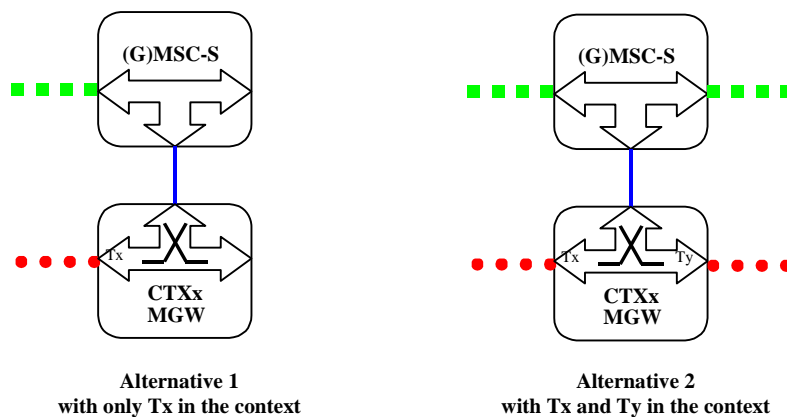 (G)MSC-S
Tx
CTXx
MGW
Alternative 1
with only Tx in the context
(G)MSC-S
Tx
Ty
CTXx
MGW
Alternative 2
with Tx and Ty in the context